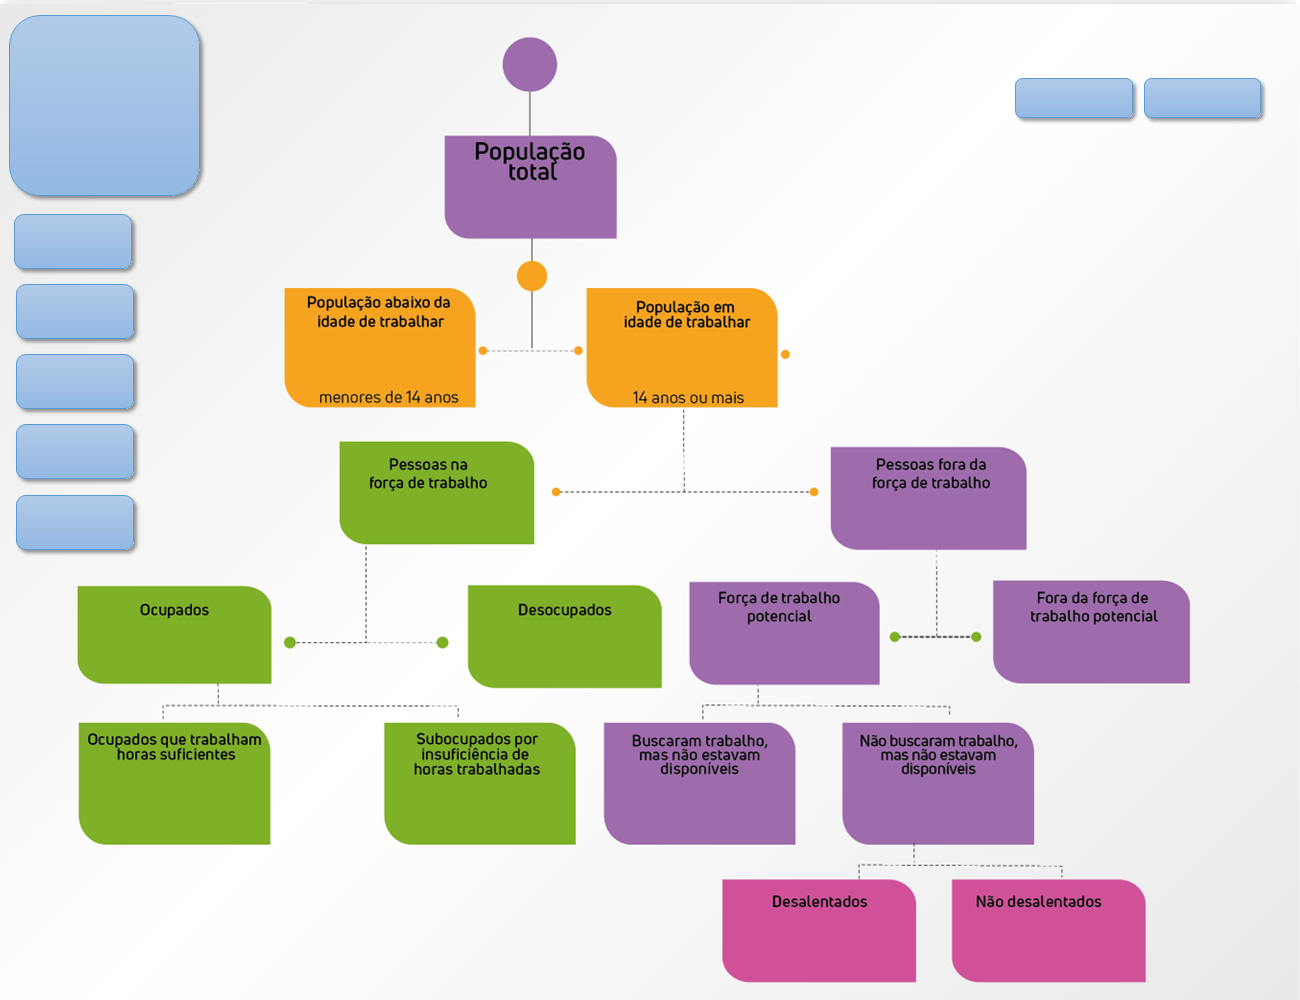 População
total
População abaixo da
idade de trabalhar
menores de 14 anos
População em
idade de trabalhar
14 anos ou mais
Pessoas na
força de trabalho
Pessoas fora da
força de trabalho
Ocupados
Desocupados
Força de trabalho
potencial
Fora da força de
trabalho potencial
Ocupados que trabalham
horas suficientes
Subocupados por
insuficiência de
horas trabalhadas
Buscaram trabalho,
mas não estavam
disponíveis
Não buscaram trabalho,
mas não estavam
disponíveis
Desalentados
Não desalentados